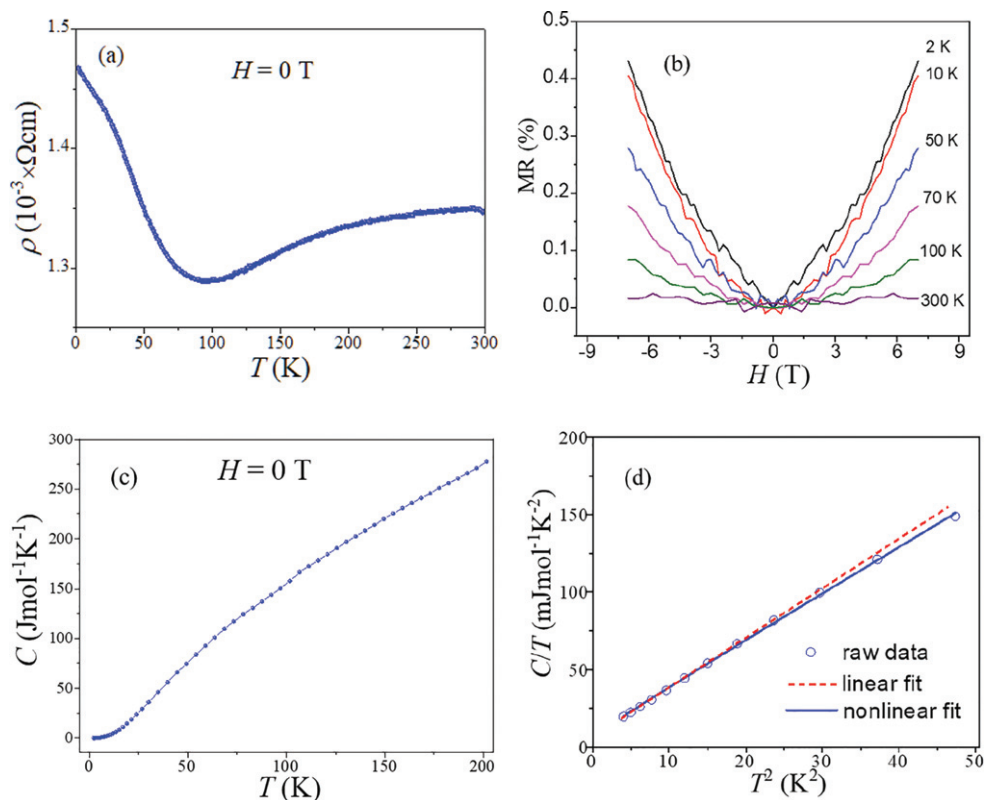 (a)
H = 0 T
1.5
1.4
1.3
ρ (10⁻³×Ωcm)
0 50 100 150 200 250 300
T (K)
(b)
0.5
0.4
0.3
0.2
0.1
0.0
MR (%)
2 K
10 K
50 K
70 K
100 K
300 K
-9 -6 -3 0 3 6 9
H (T)
(c)
H = 0 T
300
250
200
150
100
50
0
C (Jmol⁻¹K⁻¹)
0 50 100 150 200
T (K)
(d)
200
150
100
50
0
C/T (mJmol⁻¹K⁻²)
raw data
linear fit
nonlinear fit
0 10 20 30 40 50
T² (K²)